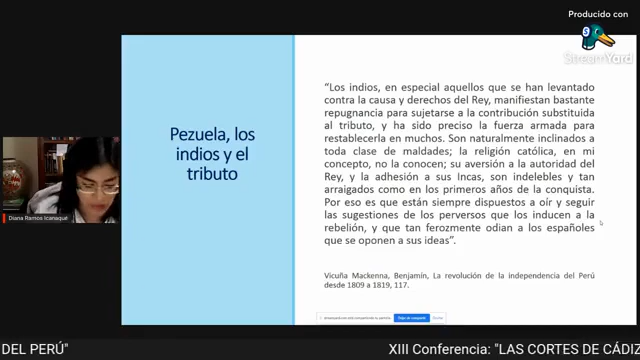 Producido con
StreamYard
Pezuela, los
indios y el
tributo
“Los indios, en especial aquellos que se han levantado
contra la causa y derechos del Rey, manifiestan bastante
repugnancia para sujetarse a la contribución substituida
al tributo, y ha sido preciso la fuerza armada para
restablecerla en muchos. Son naturalmente inclinados a
toda clase de maldades; la religión católica, en mi
concepto, no la conocen; su aversión a la autoridad del
Rey, y la adhesión a sus Incas, son indelebles y tan
arraigados como en los primeros años de la conquista.
Por eso es que están siempre dispuestos a oír y seguir
las sugestiones de los perversos que los inducen a la
rebelión, y que tan ferozmente odian a los españoles
que se oponen a sus ideas”.
Vicuña Mackenna, Benjamín, La revolución de la independencia del Perú
desde 1809 a 1819, 117.
Diana Ramos Icanaqué
DEL PERÚ"
XIII Conferencia: "LAS CORTES DE CÁDIZ